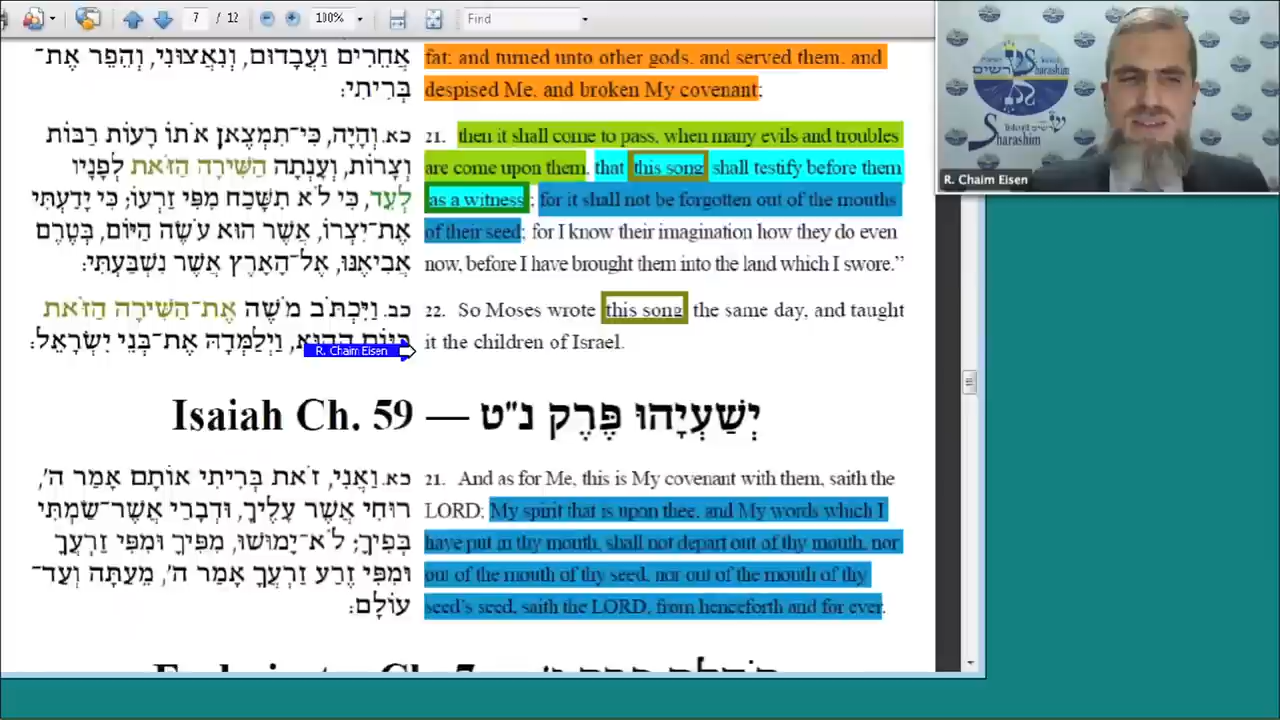 7 / 12 100% Find
fat; and turned unto other gods, and served them, and
despised Me, and broken My covenant;
אֲחֵרִים וַעֲבָדוּם, וְנִאֲצוּנִי, וְהֵפֵר אֶת־
בְּרִיתִי:
21. then it shall come to pass, when many evils and troubles
are come upon them, that this song shall testify before them
as a witness; for it shall not be forgotten out of the mouths
of their seed; for I know their imagination how they do even
now, before I have brought them into the land which I swore.”
כא. וְהָיָה, כִּי־תִמְצֶאןָ אֹתוֹ רָעוֹת רַבּוֹת
וְצָרוֹת, וְעָנְתָה הַשִּׁירָה הַזֹּאת לְפָנָיו
לְעֵד, כִּי לֹא תִשָּׁכַח מִפִּי זַרְעוֹ; כִּי יָדַעְתִּי
אֶת־יִצְרוֹ, אֲשֶׁר הוּא עֹשֶׂה הַיּוֹם, בְּטֶרֶם
אֲבִיאֶנּוּ, אֶל־הָאָרֶץ אֲשֶׁר נִשְׁבָּעְתִּי:
22. So Moses wrote this song the same day, and taught
it the children of Israel.
כב. וַיִּכְתֹּב מֹשֶׁה אֶת־הַשִּׁירָה הַזֹּאת
בַּיּוֹם הַהוּא, וַיְלַמְּדָהּ אֶת־בְּנֵי יִשְׂרָאֵל:
R. Chaim Eisen
Isaiah Ch. 59 — יְשַׁעְיָהוּ פֶּרֶק נ"ט
21. And as for Me, this is My covenant with them, saith the
LORD; My spirit that is upon thee, and My words which I
have put in thy mouth, shall not depart out of thy mouth, nor
out of the mouth of thy seed, nor out of the mouth of thy
seed’s seed, saith the LORD, from henceforth and for ever.
כא. וַאֲנִי, זֹאת בְּרִיתִי אוֹתָם אָמַר ה',
רוּחִי אֲשֶׁר עָלֶיךָ, וּדְבָרַי אֲשֶׁר־שַׂמְתִּי
בְּפִיךָ; לֹא־יָמוּשׁוּ, מִפִּיךָ וּמִפִּי זַרְעֲךָ
וּמִפִּי זֶרַע זַרְעֲךָ אָמַר ה', מֵעַתָּה וְעַד־
עוֹלָם:
Sharashim
Sharashim
R. Chaim Eisen